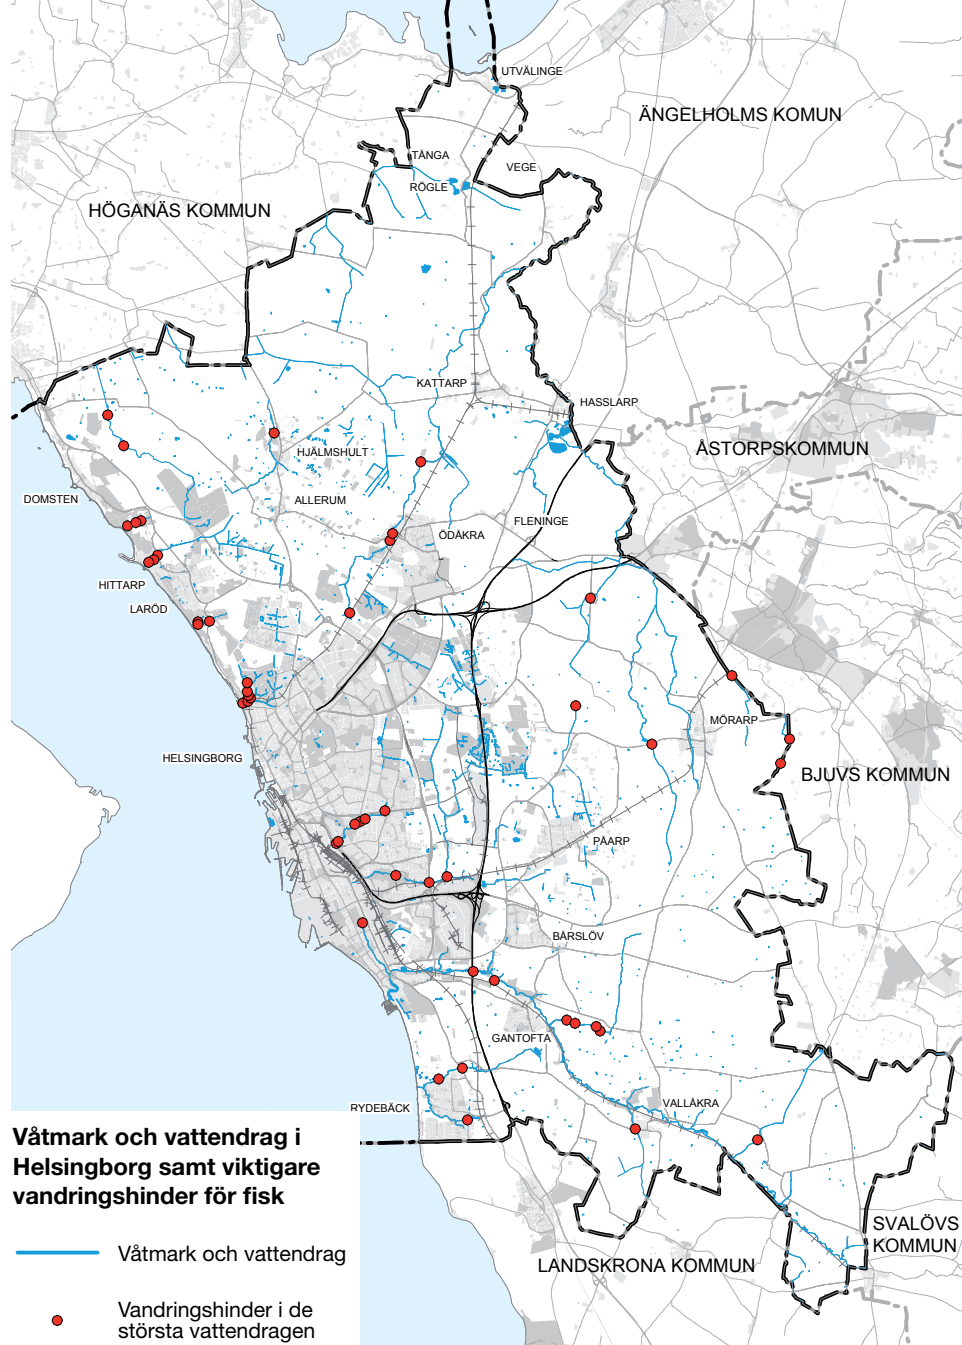 UTVÄLINGE
ÄNGELHOLMS KOMUN
TÅNGA
VEGE
RÖGLE
HÖGANÄS KOMMUN
KATTARP
HASSLARP
HJÄLMSHULT
ÅSTORPSKOMMUN
DOMSTEN
ALLERUM
FLENINGE
ÖDÅKRA
HITTARP
LARÖD
MÖRARP
HELSINGBORG
BJUVS KOMMUN
PÅARP
BÅRSLÖV
GANTOFTA
VALLÅKRA
RYDEBÄCK
SVALÖVS
KOMMUN
LANDSKRONA KOMMUN
Våtmark och vattendrag i
Helsingborg samt viktigare
vandringshinder för fisk
Våtmark och vattendrag
Vandringshinder i de
största vattendragen